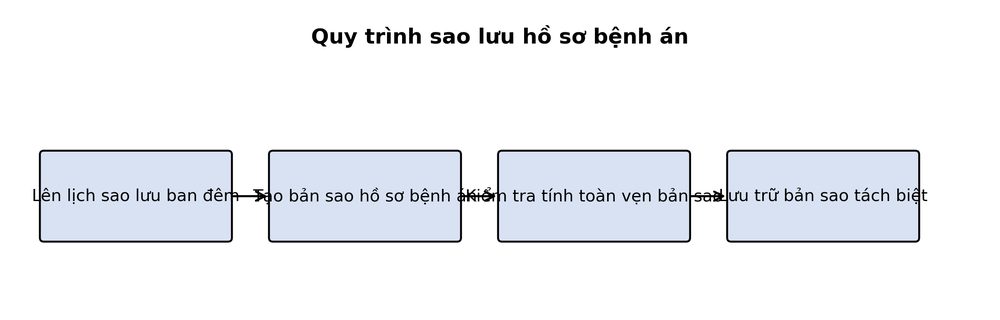 Quy trình sao lưu hồ sơ bệnh án
Lên lịch sao lưu ban đêm
Tạo bản sao hồ sơ bệnh án
Kiểm tra tính toàn vẹn bản sao
Lưu trữ bản sao tách biệt